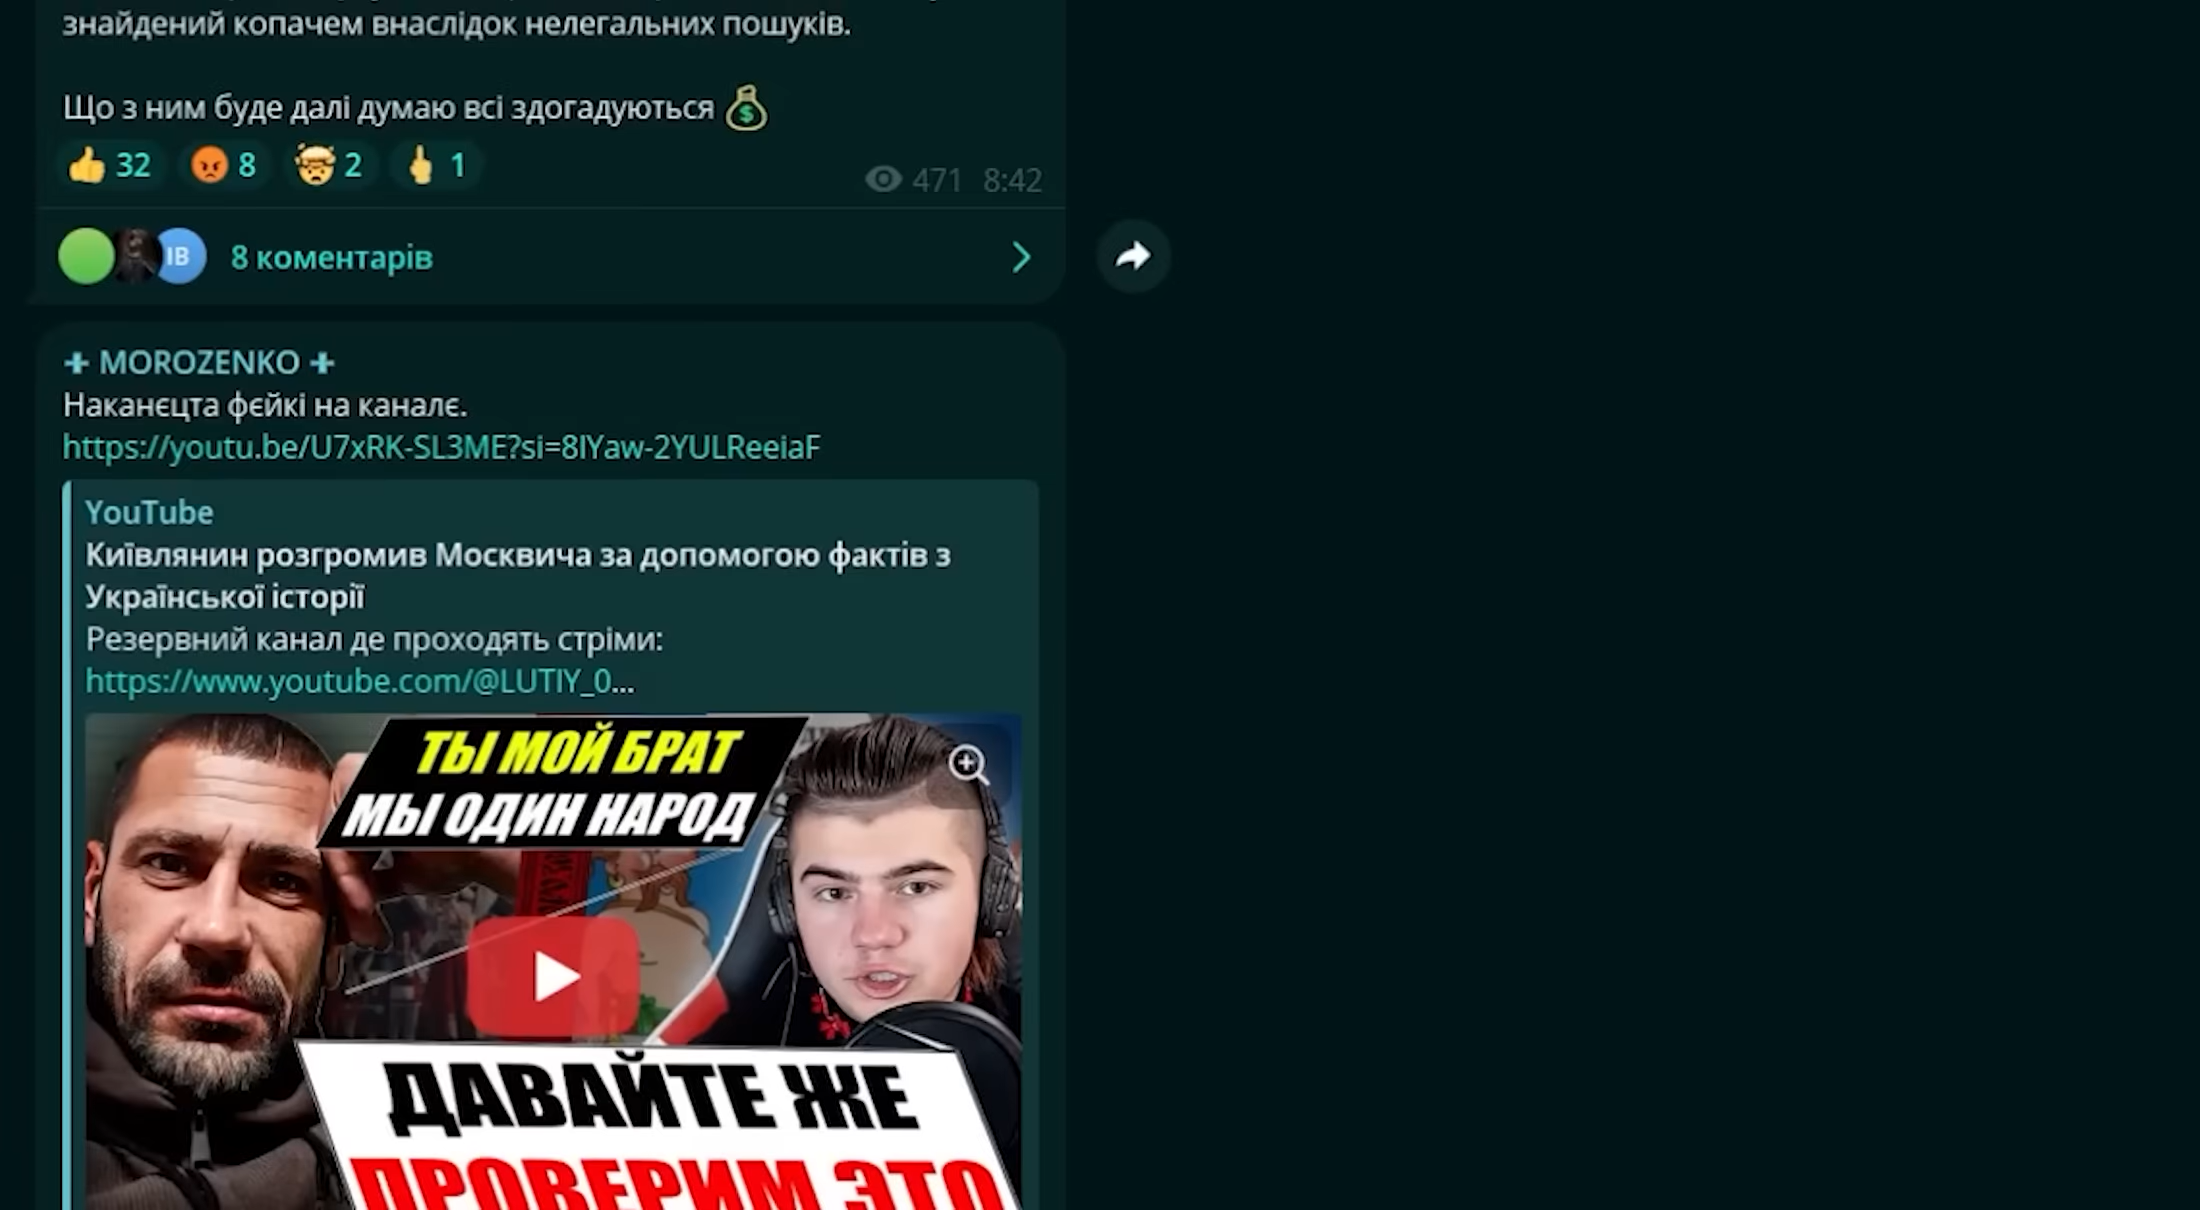 знайдений копачем внаслідок нелегальних пошуків.
Що з ним буде далі думаю всі здогадуються
32 8 2 1
471 8:42
ІВ
8 коментарів
MOROZENKO
Наканєцта фєйкі на каналє.
https://youtu.be/U7xRK-SL3ME?si=8IYaw-2YULReeiaF
YouTube
Київлянин розгромив Москвича за допомогою фактів з
Української історії
Резервний канал де проходять стріми:
https://www.youtube.com/@LUTIY_0...
ТЫ МОЙ БРАТ
МЫ ОДИН НАРОД
ДАВАЙТЕ ЖЕ
ПРОВЕРИМ ЭТО